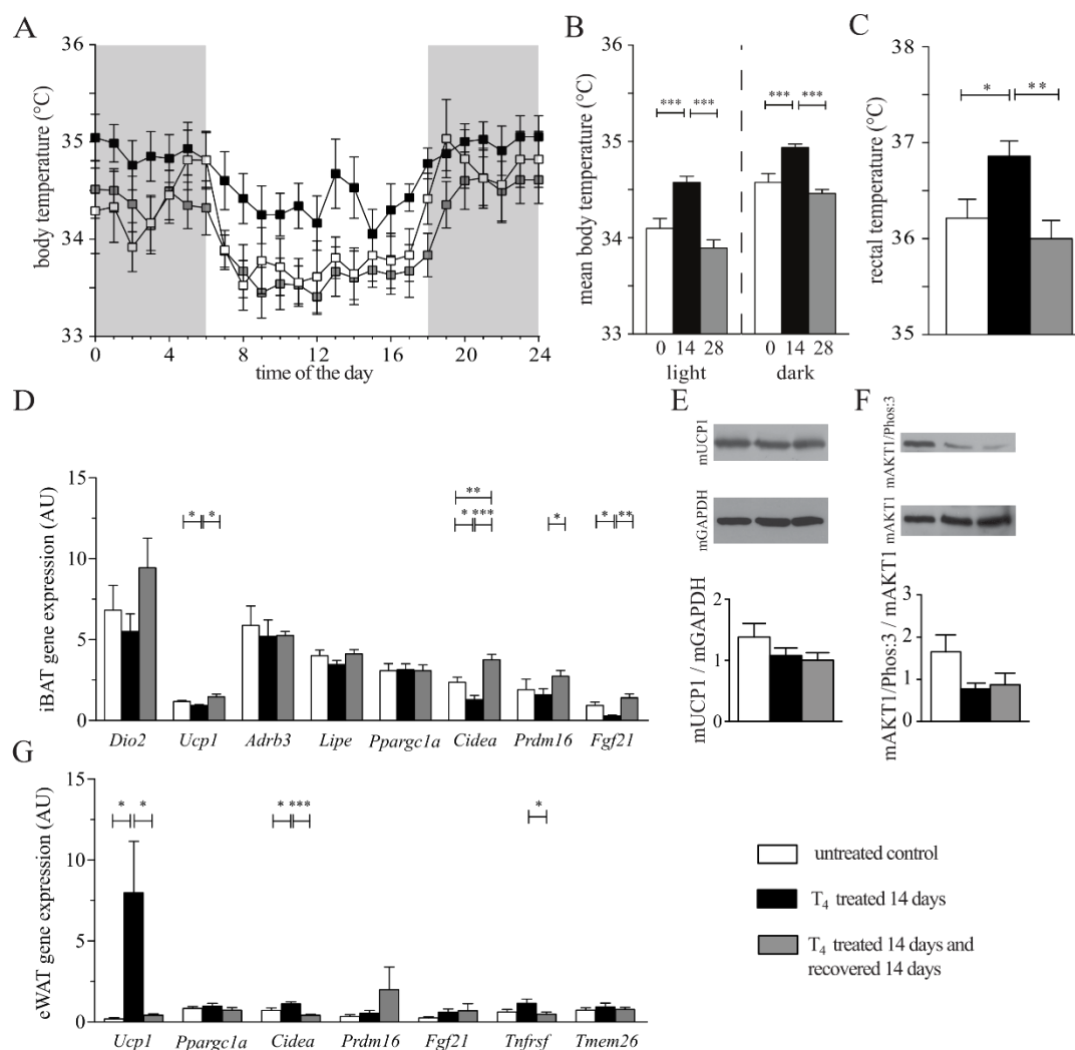 A
B
C
36
35
34
33
body temperature (°C)
0 4 8 12 16 20 24
time of the day
36
35
34
33
mean body temperature (°C)
*** ***
*** ***
0 14 28 0 14 28
light dark
38
37
36
35
rectal temperature (°C)
* **
D
E
F
15
10
5
0
iBAT gene expression (AU)
* *
**
* ***
*
* **
Dio2 Ucp1 Adrb3 Lipe Ppargc1a Cidea Prdm16 Fgf21
mUCP1
mGAPDH
2
1
0
mUCP1 / mGAPDH
mAKT1/Phos:3
mAKT1
3
2
1
0
mAKT1/Phos:3 / mAKT1
G
15
10
5
0
eWAT gene expression (AU)
* *
* ***
*
Ucp1 Ppargc1a Cidea Prdm16 Fgf21 Tnfrsf Tmem26
untreated control
T4 treated 14 days
T4 treated 14 days and
recovered 14 days